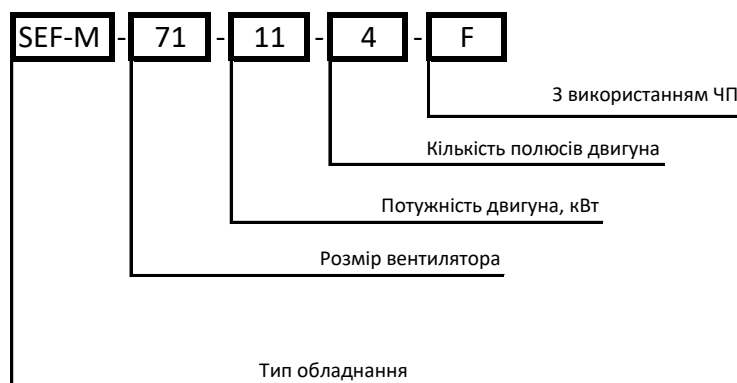 SEF-M - 71 - 11 - 4 - F
З використанням ЧП
Кількість полюсів двигуна
Потужність двигуна, кВт
Розмір вентилятора
Тип обладнання